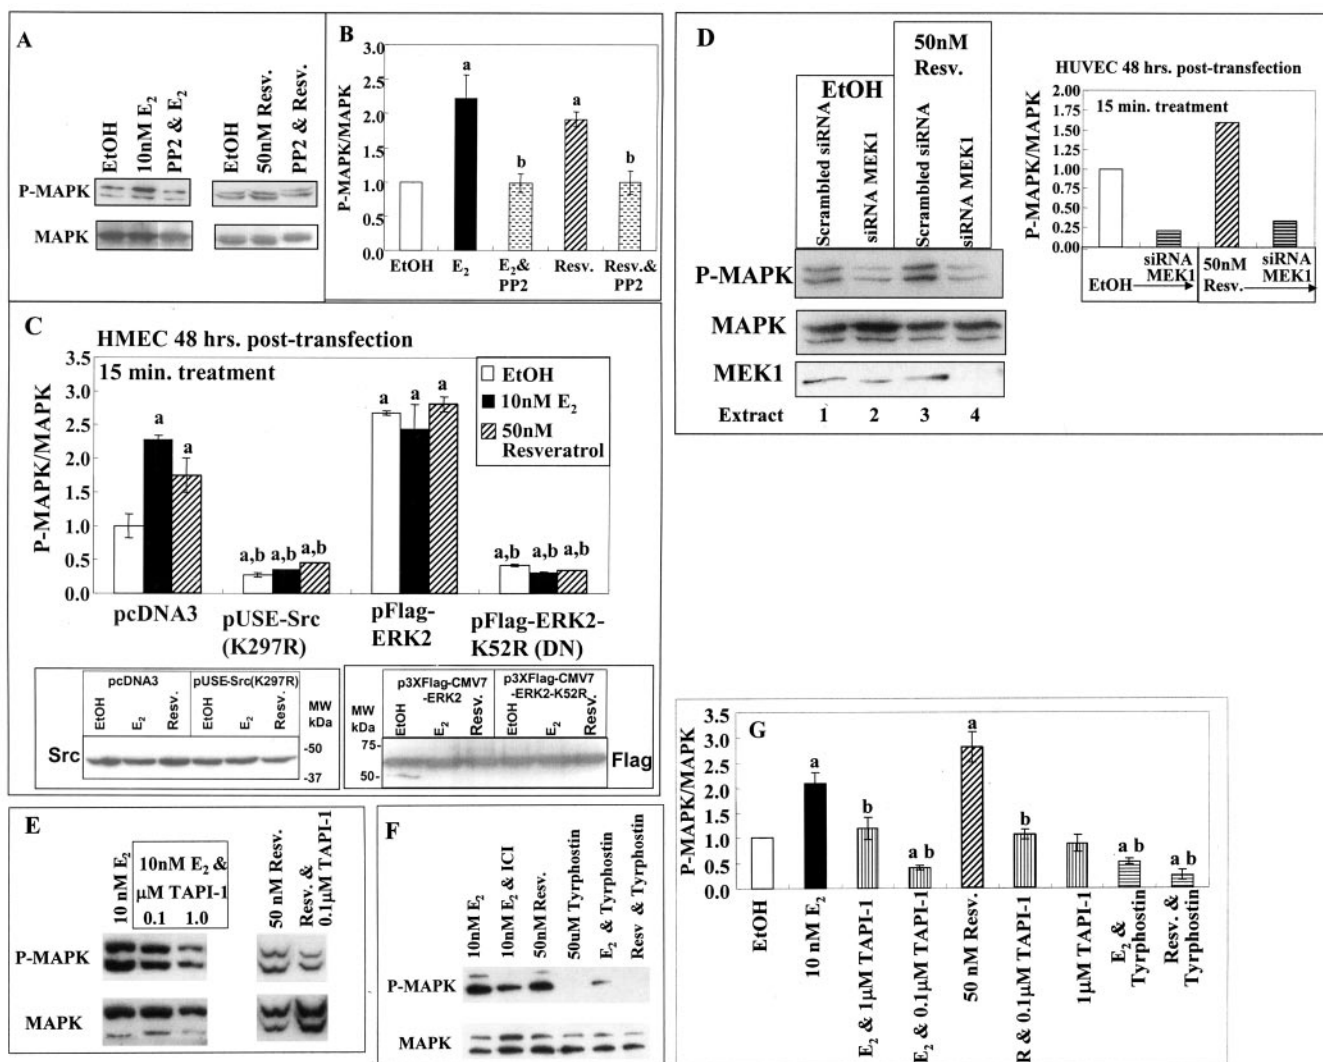 A
EtOH
10nM E2
PP2 & E2
EtOH
50nM Resv.
PP2 & Resv.
P-MAPK
MAPK
B
P-MAPK/MAPK
3.0
2.5
2.0
1.5
1.0
0.5
0.0
a
b
a
b
EtOH
E2
E2&
PP2
Resv.
Resv.&
PP2
C
HMEC 48 hrs. post-transfection
15 min. treatment
P-MAPK/MAPK
3.5
3.0
2.5
2.0
1.5
1.0
0.5
0.0
EtOH
10nM E2
50nM
Resveratrol
a
a
a,b a,b a,b
a a a
a,b a,b a,b
pcDNA3
pUSE-Src
(K297R)
pFlag-
ERK2
pFlag-ERK2-
K52R (DN)
pcDNA3
pUSE-Src(K297R)
EtOH
E2
Resv.
EtOH
E2
Resv.
MW
kDa
Src
-50
-37
MW
kDa
p3XFlag-CMV7
-ERK2
p3XFlag-CMV7
-ERK2-K52R
EtOH
E2
Resv.
EtOH
E2
Resv.
75-
50-
Flag
D
50nM
Resv.
EtOH
Scrambled siRNA
siRNA MEK1
Scrambled siRNA
siRNA MEK1
P-MAPK
MAPK
MEK1
Extract 1 2 3 4
HUVEC 48 hrs. post-transfection
15 min. treatment
P-MAPK/MAPK
2.00
1.75
1.50
1.25
1.00
0.75
0.50
0.25
0.00
EtOH
siRNA
MEK1
50nM
Resv.
siRNA
MEK1
E
10 nM E2
10nM E2 &
µM TAPI-1
0.1 1.0
50 nM Resv.
Resv. &
0.1µM TAPI-1
P-MAPK
MAPK
F
10nM E2
10nM E2 & ICI
50nM Resv.
50uM Tyrphostin
E2 & Tyrphostin
Resv & Tyrphostin
P-MAPK
MAPK
G
P-MAPK/MAPK
3.5
3.0
2.5
2.0
1.5
1.0
0.5
0.0
a
b
a b
a
b
a b
a b
EtOH
10 nM E2
E2 & 1µM TAPI-1
E2 & 0.1µM TAPI-1
50 nM Resv.
R & 0.1µM TAPI-1
1µM TAPI-1
E2 &
Tyrphostin
Resv. &
Tyrphostin